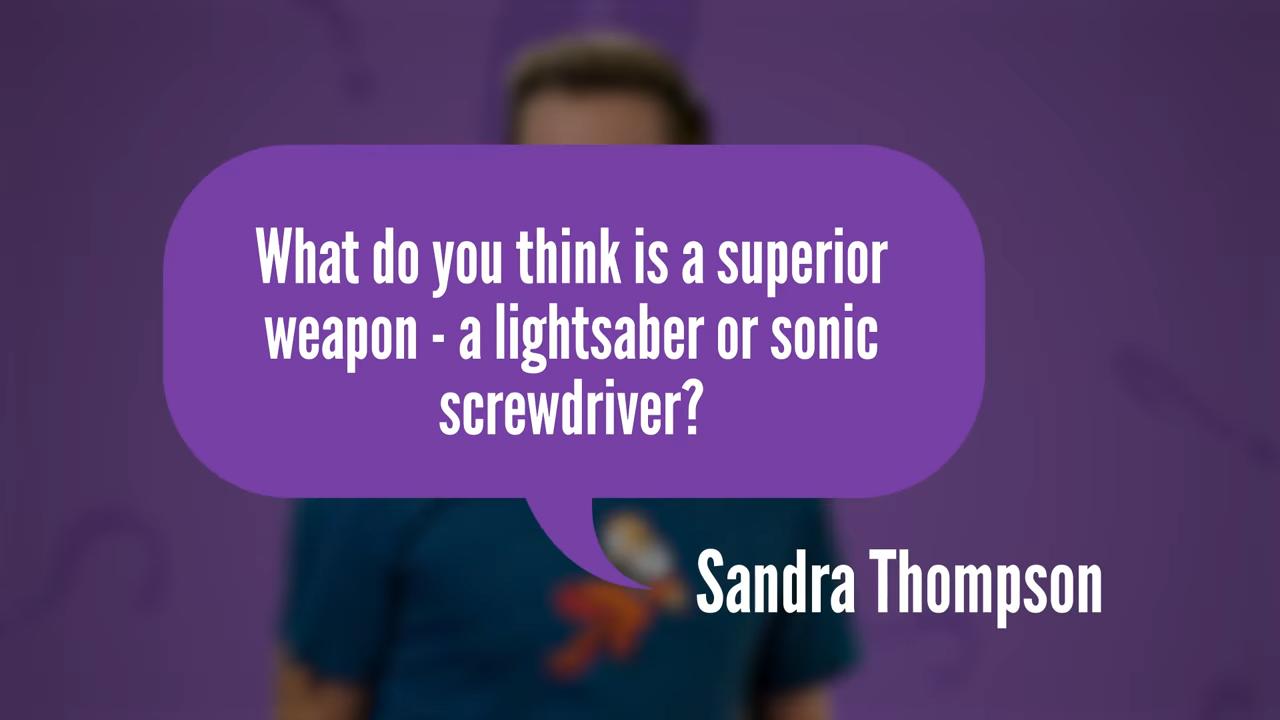 What do you think is a superior
weapon - a lightsaber or sonic
screwdriver?
Sandra Thompson